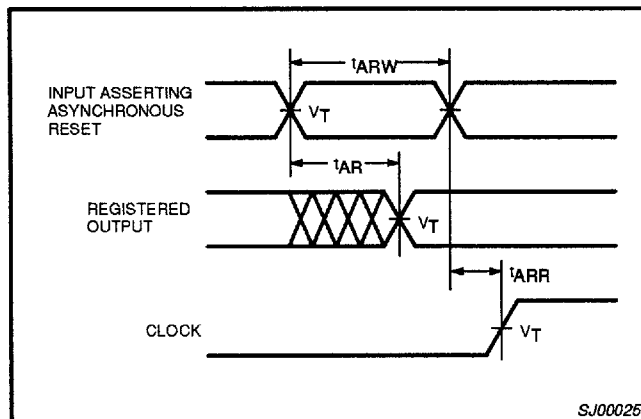 tARW
INPUT ASSERTING
ASYNCHRONOUS
RESET
VT
tAR
REGISTERED
OUTPUT
VT
tARR
CLOCK
VT
SJ00025